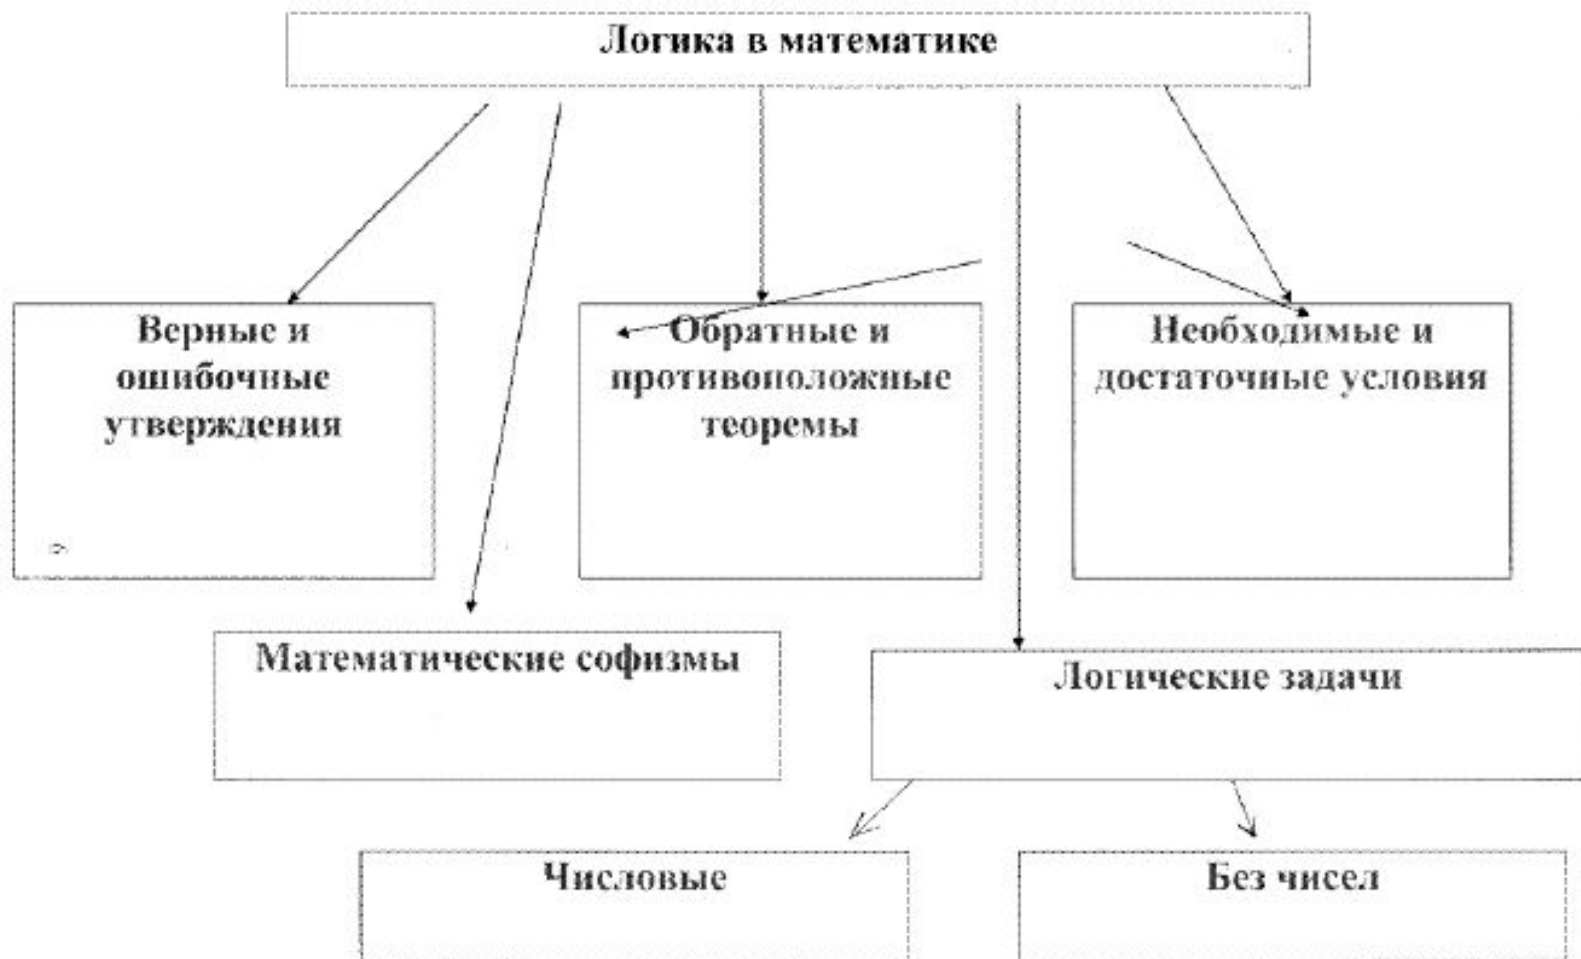 Логика в математике
Верные и
ошибочные
утверждения
Обратные и
противоположные
теоремы
Необходимые и
достаточные условия
Математические софизмы
Логические задачи
Числовые
Без чисел